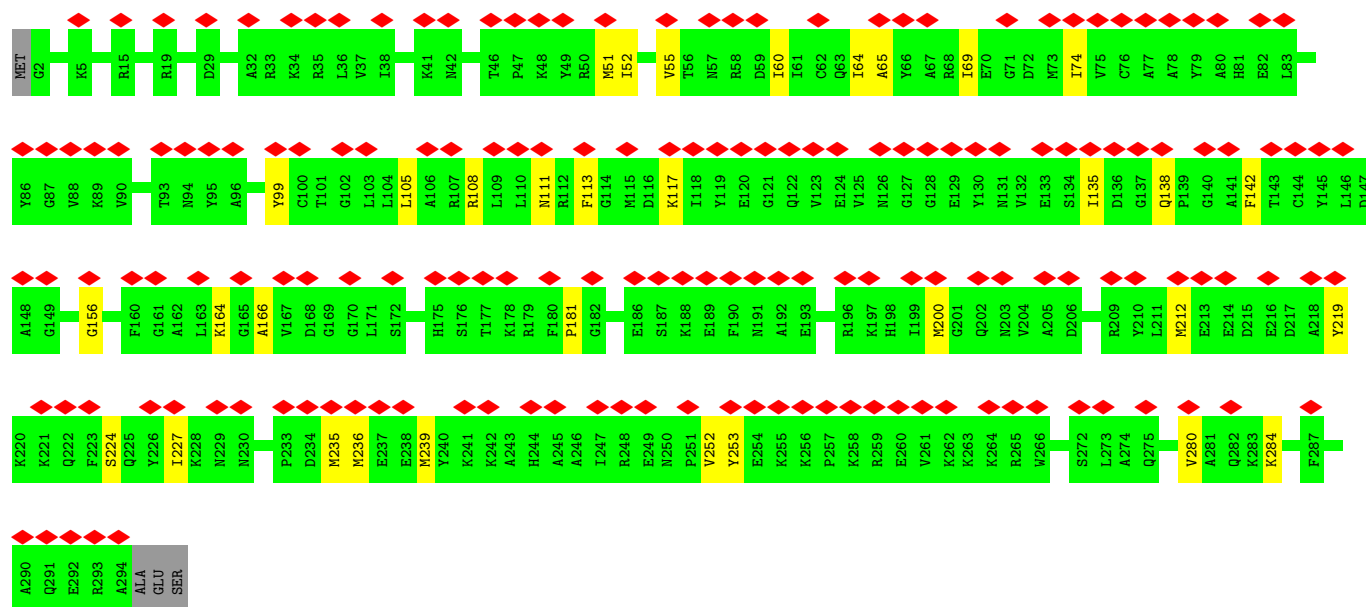 MET G2 K5 R15 R19 D29 A32 R33 K34 R35 L36 V37 I38 K41 N42 T46 P47 K48 Y49 R50 M51 I52 V55 T56 N57 R58 D59 I60 I61 C62 Q63 I64 A65 Y66 A67 R68 I69 E70 G71 D72 M73 I74 V75 C76 A77 A78 Y79 A80 H81 E82 L83
Y86 G87 V88 K89 V90 T93 N94 Y95 A96 Y99 C100 T101 G102 L103 L104 L105 A106 R107 R108 L109 L110 N111 R112 F113 G114 M115 D116 K117 I118 Y119 E120 G121 Q122 V123 E124 V125 N126 G127 G128 E129 Y130 N131 V132 E133 S134 I135 D136 G137 Q138 P139 G140 A141 F142 T143 C144 Y145 L146 D147
A148 G149 G156 F160 G161 A162 L163 K164 G165 A166 V167 D168 G169 G170 L171 S172 H175 S176 T177 K178 R179 F180 P181 G182 E186 S187 K188 E189 F190 N191 A192 E193 R196 K197 H198 I199 M200 G201 Q202 N203 V204 A205 D206 R209 Y210 L211 M212 E213 E214 D215 E216 D217 A218 Y219
K220 K221 Q222 F223 S224 Q225 Y226 I227 K228 N229 N230 P233 D234 M235 M236 E237 E238 M239 Y240 K241 K242 A243 H244 A245 A246 I247 R248 E249 N250 P251 V252 Y253 E254 K255 K256 P257 K258 R259 E260 V261 K262 K263 K264 R265 W266 S272 L273 A274 Q275 V280 A281 Q282 K283 K284 F287
A290 Q291 E292 R293 A294 ALA GLU SER